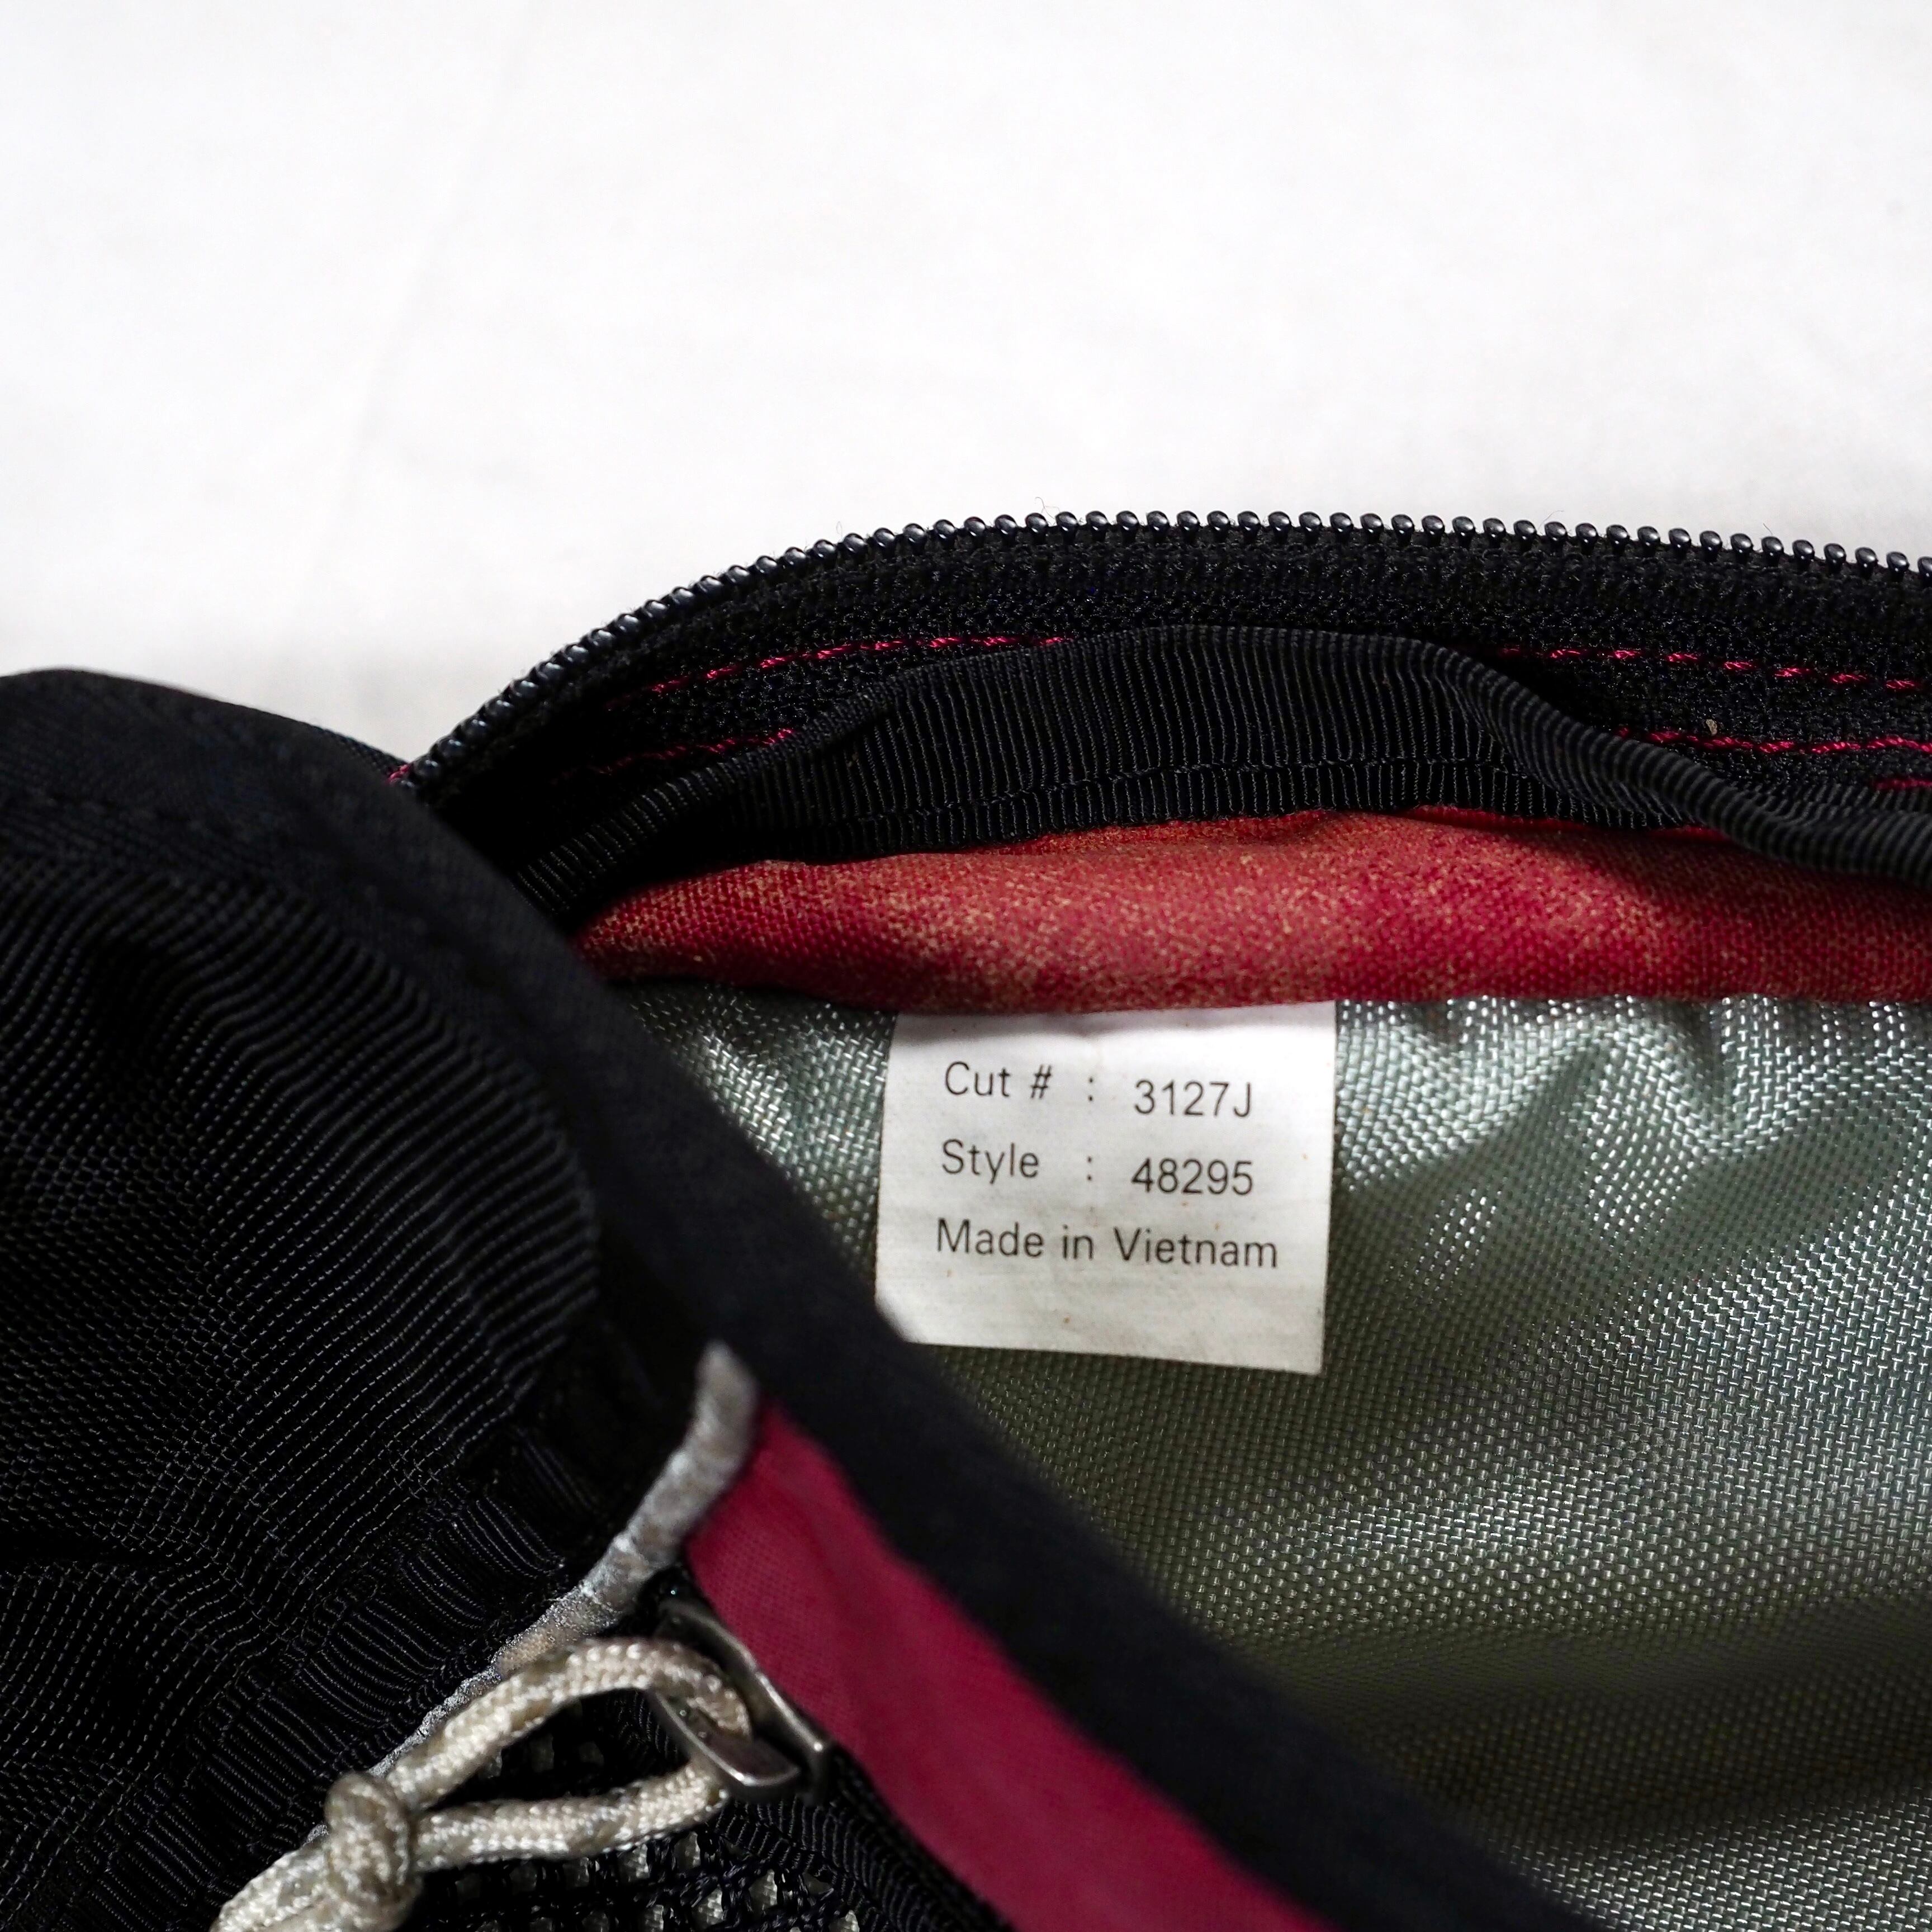 Cut # : 3127J
Style : 48295
Made in Vietnam